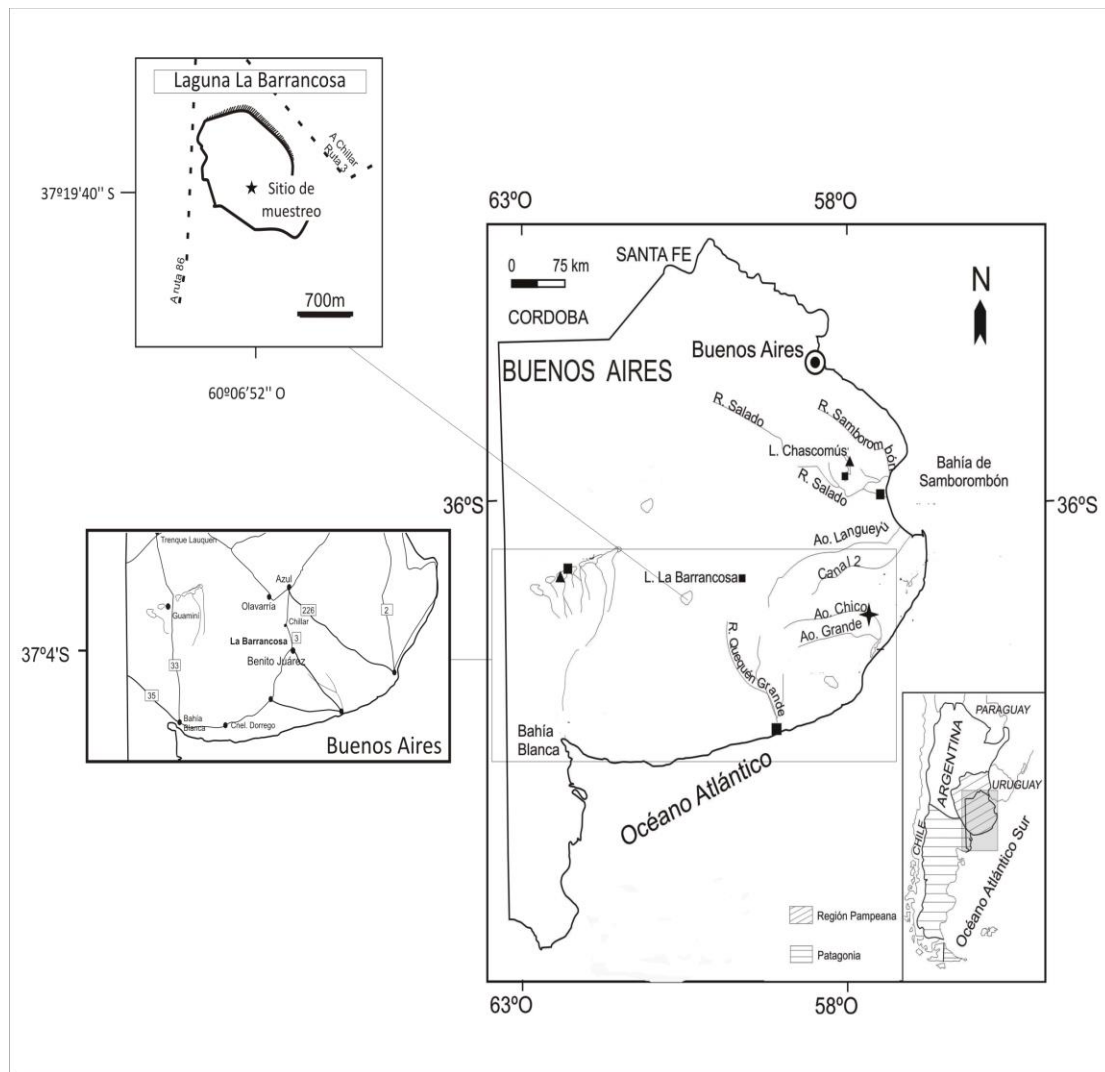 Laguna La Barrancosa
A Chillar
Ruta 3
37º19'40'' S
Sitio de
muestreo
A ruta 86
700m
60º06'52'' O
63ºO
58ºO
SANTA FE
0 75 km
N
CORDOBA
Buenos Aires
BUENOS AIRES
R. Salado
R. Samborombón
L. Chascomús
Bahía de
Samborombón
R. Salado
36ºS
36ºS
Ao. Langueyú
Canal 2
L. La Barrancosa
Ao. Chico
Ao. Grande
R. Quequén Grande
Bahía
Blanca
Océano Atlántico
Trenque Lauquen
Azul
Olavarría
Guaminí
226
2
Chillar
La Barrancosa
3
37º4'S
Benito Juárez
33
35
Bahía
Blanca
Chel. Dorrego
Buenos Aires
PARAGUAY
ARGENTINA
URUGUAY
CHILE
Océano Atlántico Sur
Región Pampeana
Patagonia
63ºO
58ºO